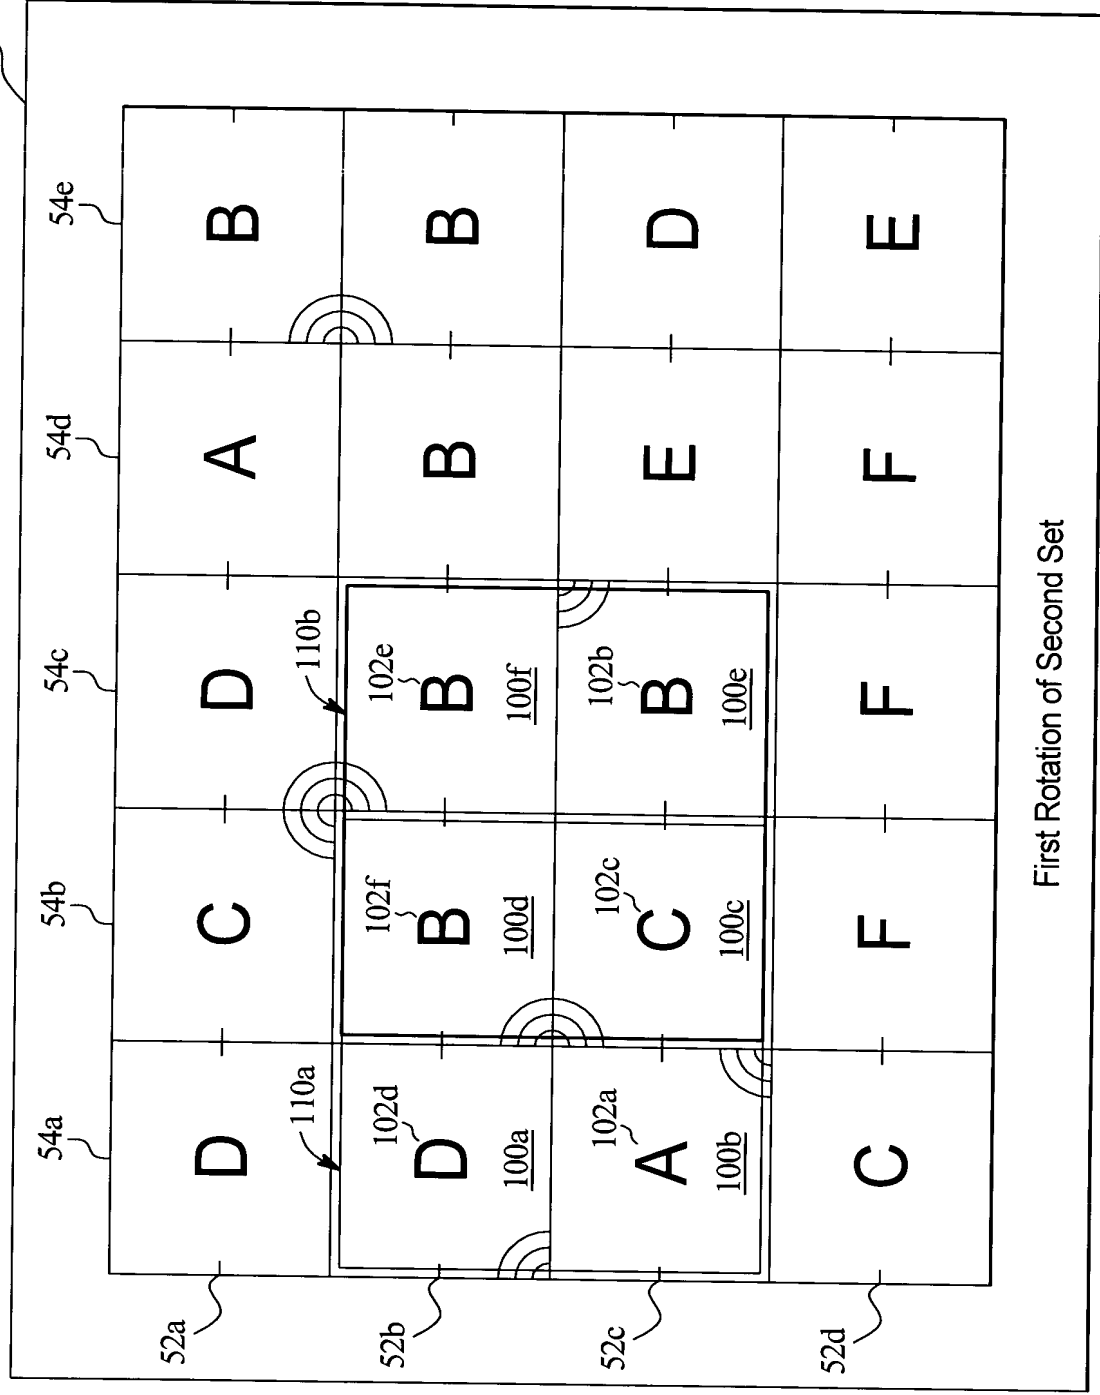 54a 54b 54c 54d 54e
52a D C D A B
110a 110b
102d 102f 102e
52b D B B B B
100a 100d 100f
102a 102c 102b
52c A C B E D
100b 100c 100e
52d C F F F E
First Rotation of Second Set